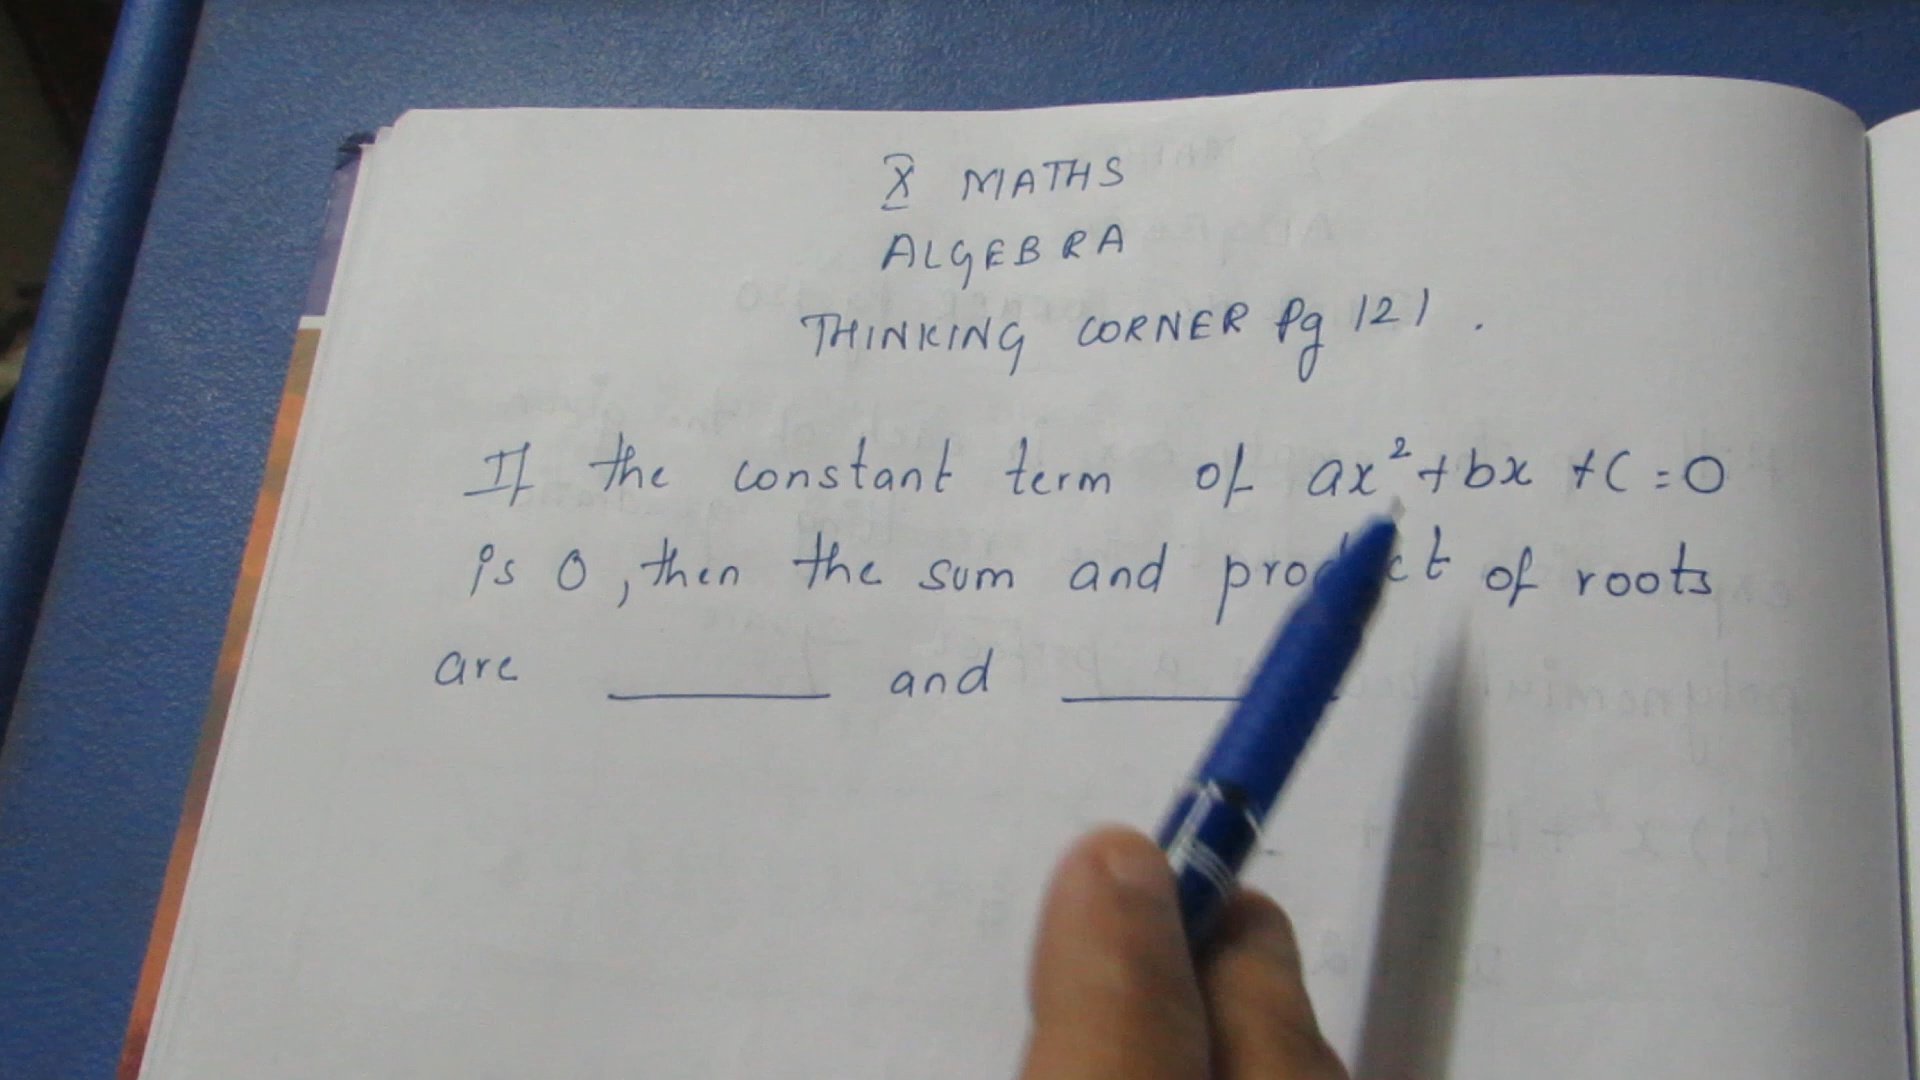 X MATHS
ALGEBRA
THINKING CORNER Pg 121.
If the constant term of ax²+bx+c=0
is 0, then the sum and product of roots
are ______ and ______.